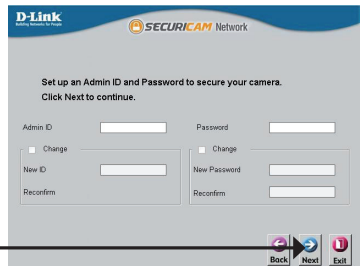 D-Link
Building Networks for People
SECURICAM Network
Set up an Admin ID and Password to secure your camera.
Click Next to continue.
Admin ID
Password
Change
Change
New ID
New Password
Reconfirm
Reconfirm
Back Next Exit